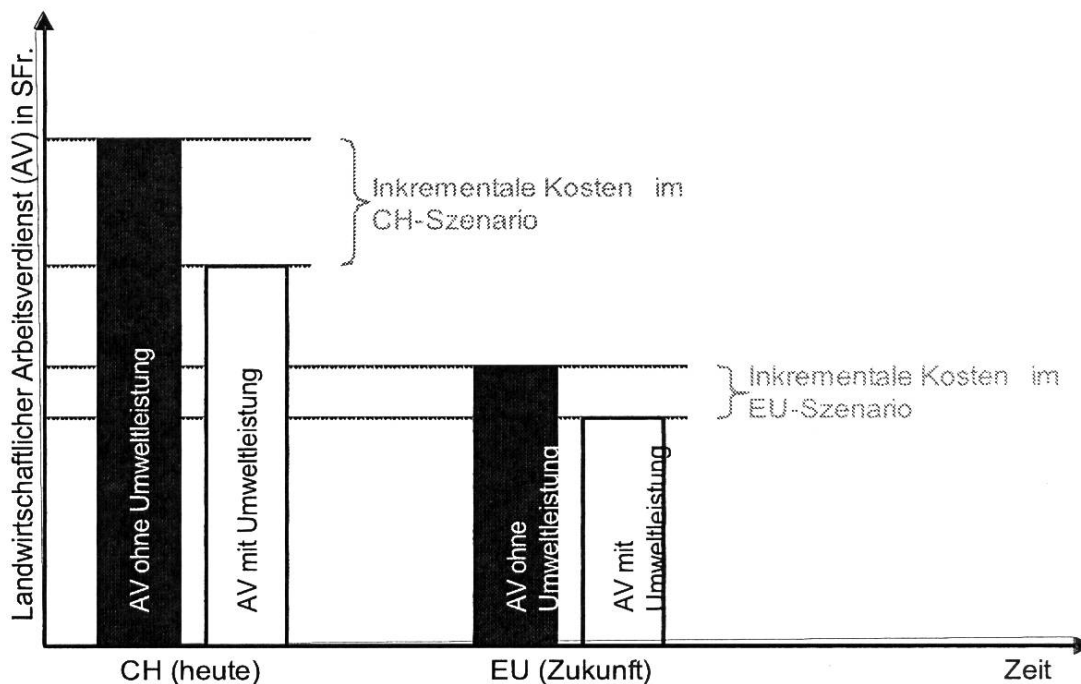 Landwirtschaftlicher Arbeitsverdienst (AV) in SFr.
Inkrementale Kosten im
CH-Szenario
AV ohne Umweltleistung
AV mit Umweltleistung
Inkrementale Kosten im
EU-Szenario
AV ohne
Umweltleistung
AV mit
Umweltleistung
CH (heute)
EU (Zukunft)
Zeit